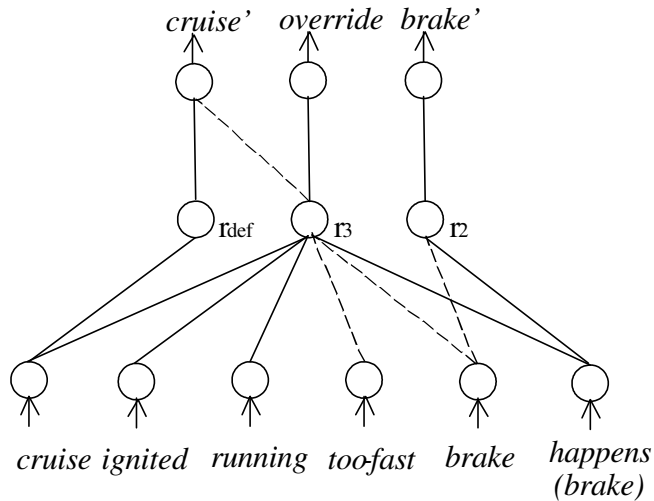 cruise’ override brake’
rdef r3 r2
cruise ignited running too-fast brake happens
(brake)